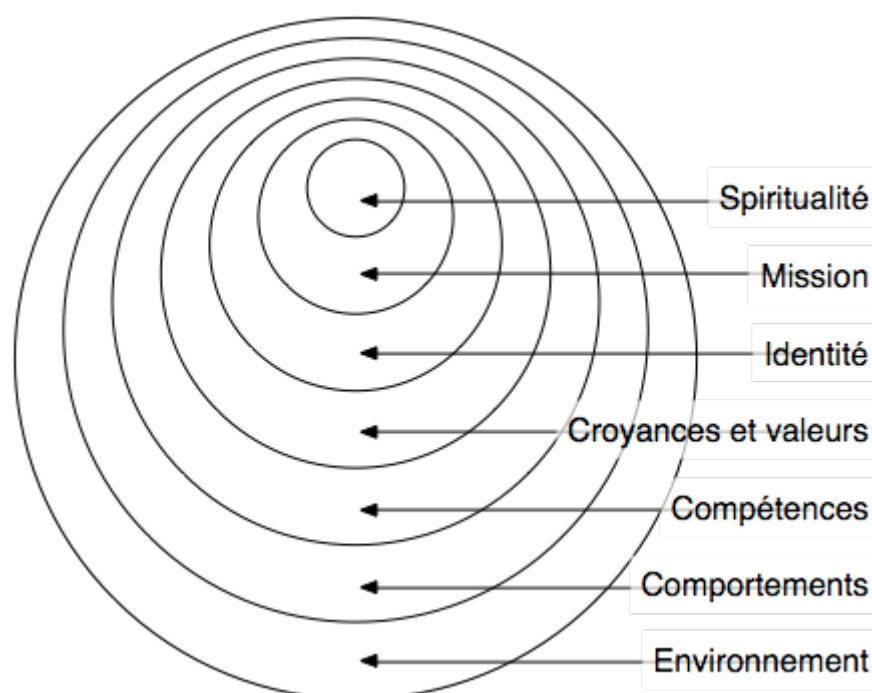 Spiritualité
Mission
Identité
Croyances et valeurs
Compétences
Comportements
Environnement